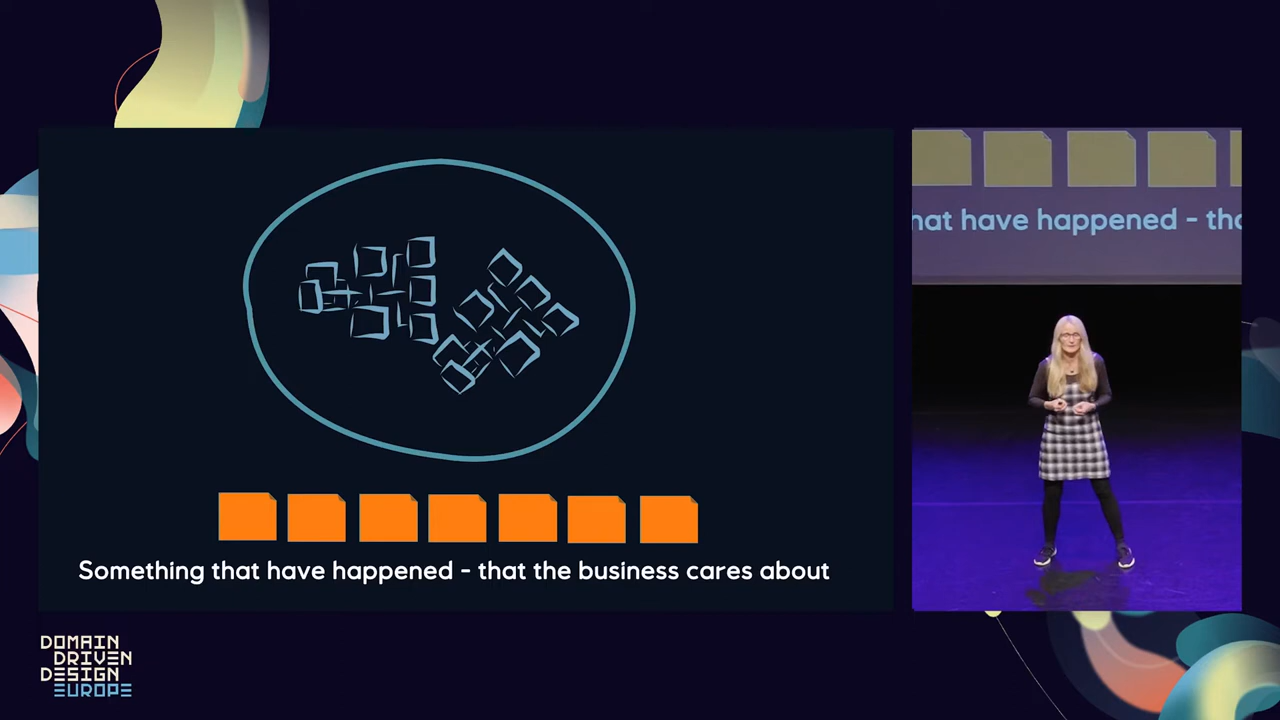 Something that have happened - that the business cares about
hat have happened - tha
DOMAIN
DRIVEN
DESIGN
EUROPE